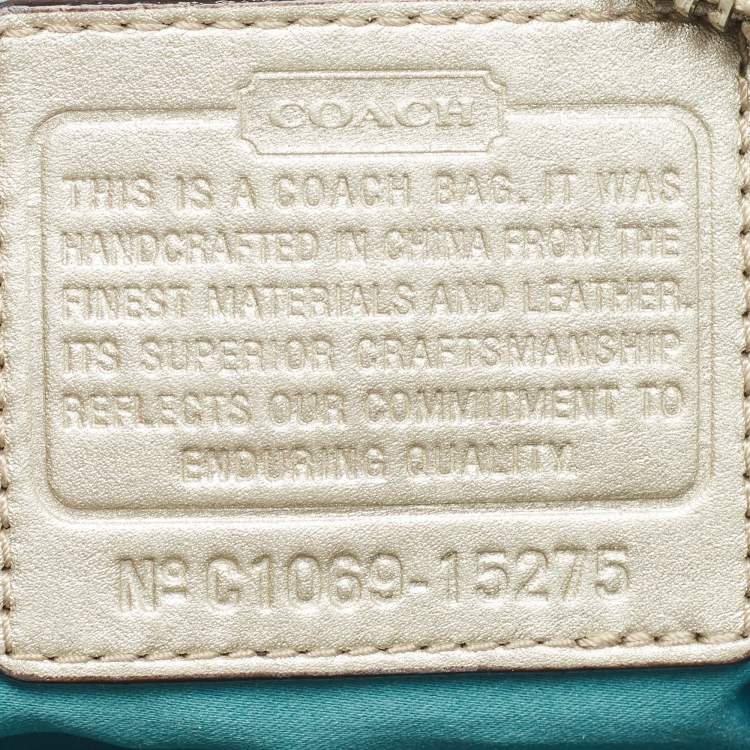 COACH
THIS IS A COACH BAG. IT WAS
HANDCRAFTED IN CHINA FROM THE
FINEST MATERIALS AND LEATHER.
ITS SUPERIOR CRAFTSMANSHIP
REFLECTS OUR COMMITMENT TO
ENDURING QUALITY.
Nº C1069-15275